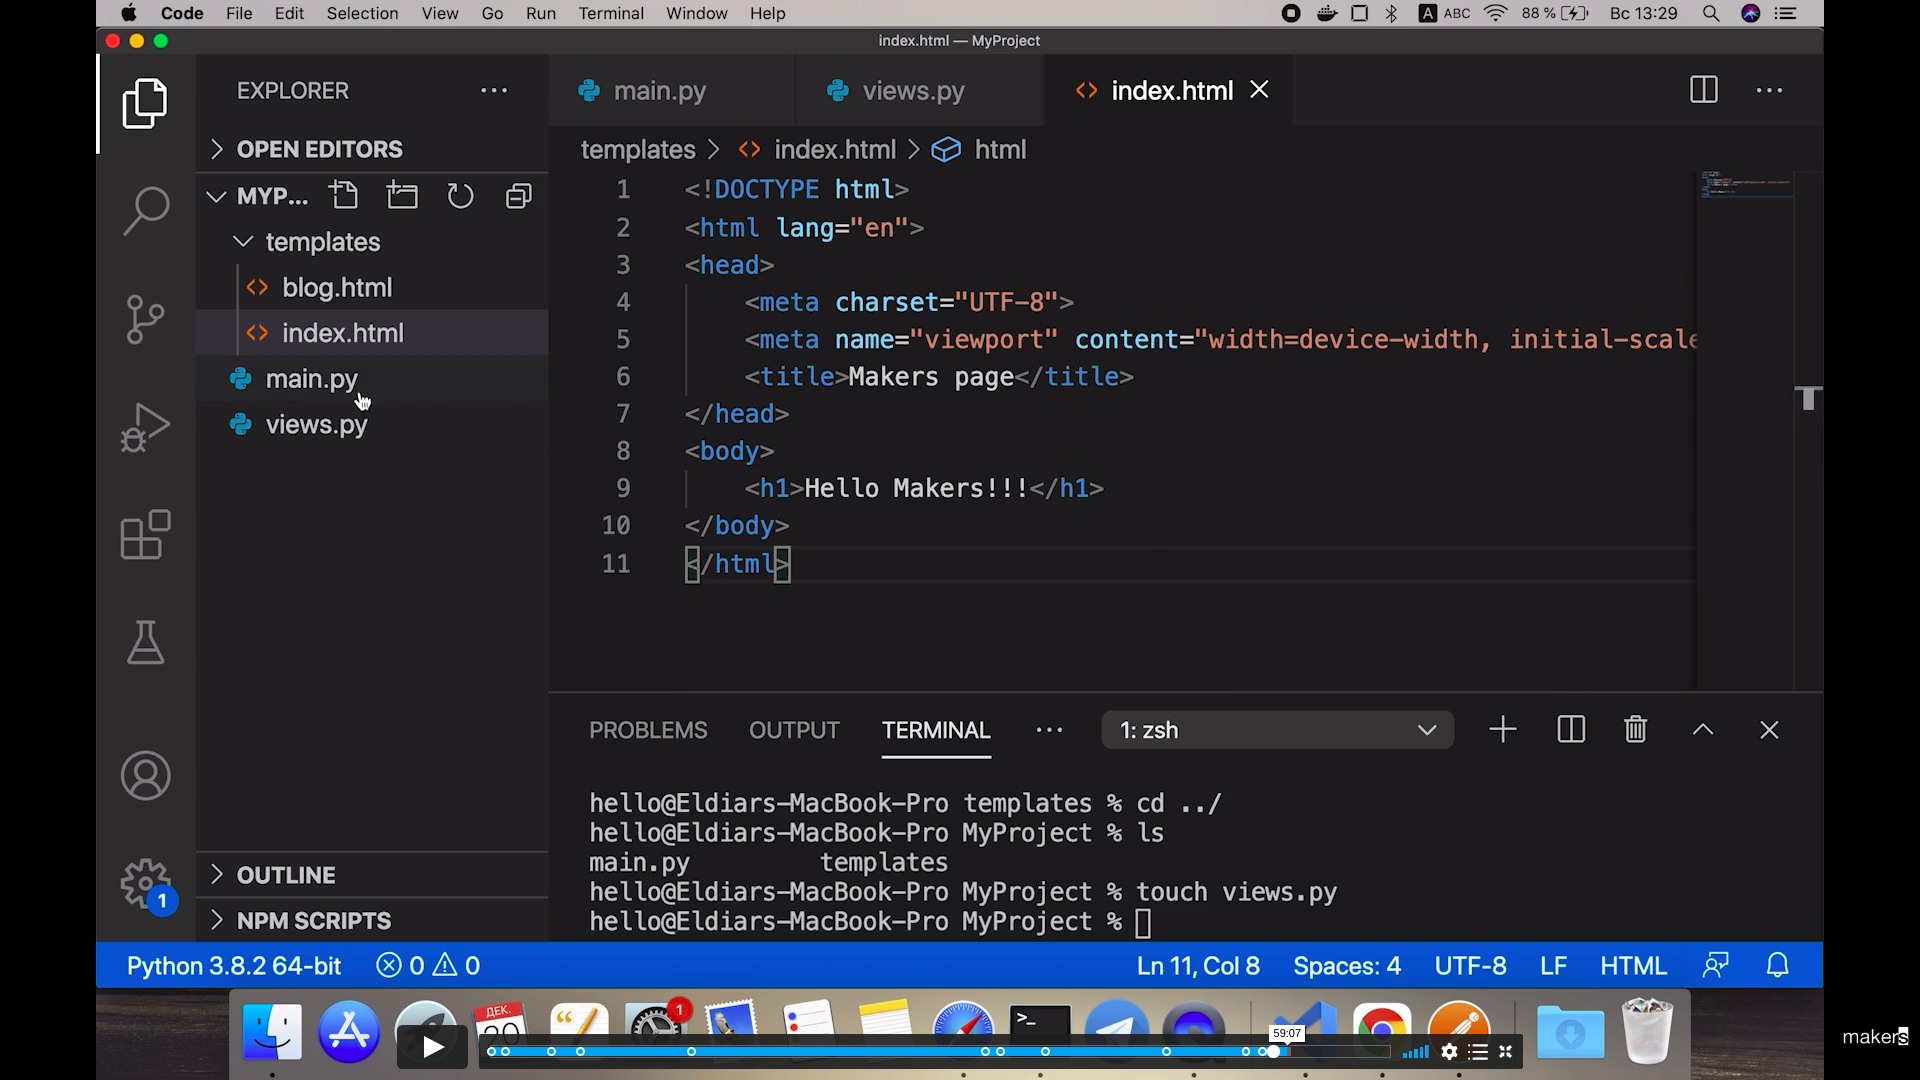 Code File Edit Selection View Go Run Terminal Window Help A ABC 88 % Вс 13:29
index.html — MyProject
EXPLORER
main.py views.py index.html
OPEN EDITORS
templates > index.html > html
MYP...
templates
blog.html
index.html
main.py
views.py
1 <!DOCTYPE html>
2 <html lang="en">
3 <head>
4 <meta charset="UTF-8">
5 <meta name="viewport" content="width=device-width, initial-scale
6 <title>Makers page</title>
7 </head>
8 <body>
9 <h1>Hello Makers!!!</h1>
10 </body>
11 </html>
PROBLEMS OUTPUT TERMINAL ... 1: zsh
hello@Eldiars-MacBook-Pro templates % cd ../
hello@Eldiars-MacBook-Pro MyProject % ls
main.py templates
hello@Eldiars-MacBook-Pro MyProject % touch views.py
hello@Eldiars-MacBook-Pro MyProject %
OUTLINE
NPM SCRIPTS
1
Python 3.8.2 64-bit 0 0 Ln 11, Col 8 Spaces: 4 UTF-8 LF HTML
ДЕК.
1
59:07
makers